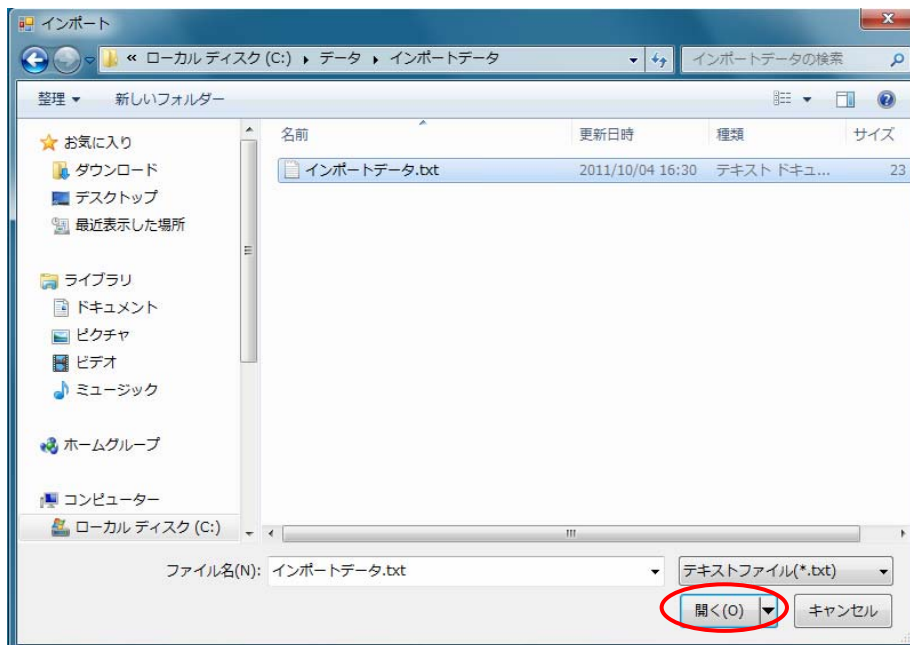 インポート
« ローカル ディスク (C:) ▸ データ ▸ インポートデータ
インポートデータの検索
整理 ▼ 新しいフォルダー
名前 更新日時 種類 サイズ
インポートデータ.txt 2011/10/04 16:30 テキスト ドキュ... 23
お気に入り
ダウンロード
デスクトップ
最近表示した場所
ライブラリ
ドキュメント
ピクチャ
ビデオ
ミュージック
ホームグループ
コンピューター
ローカル ディスク (C:)
ファイル名(N): インポートデータ.txt テキストファイル(*.txt)
開く(O) キャンセル